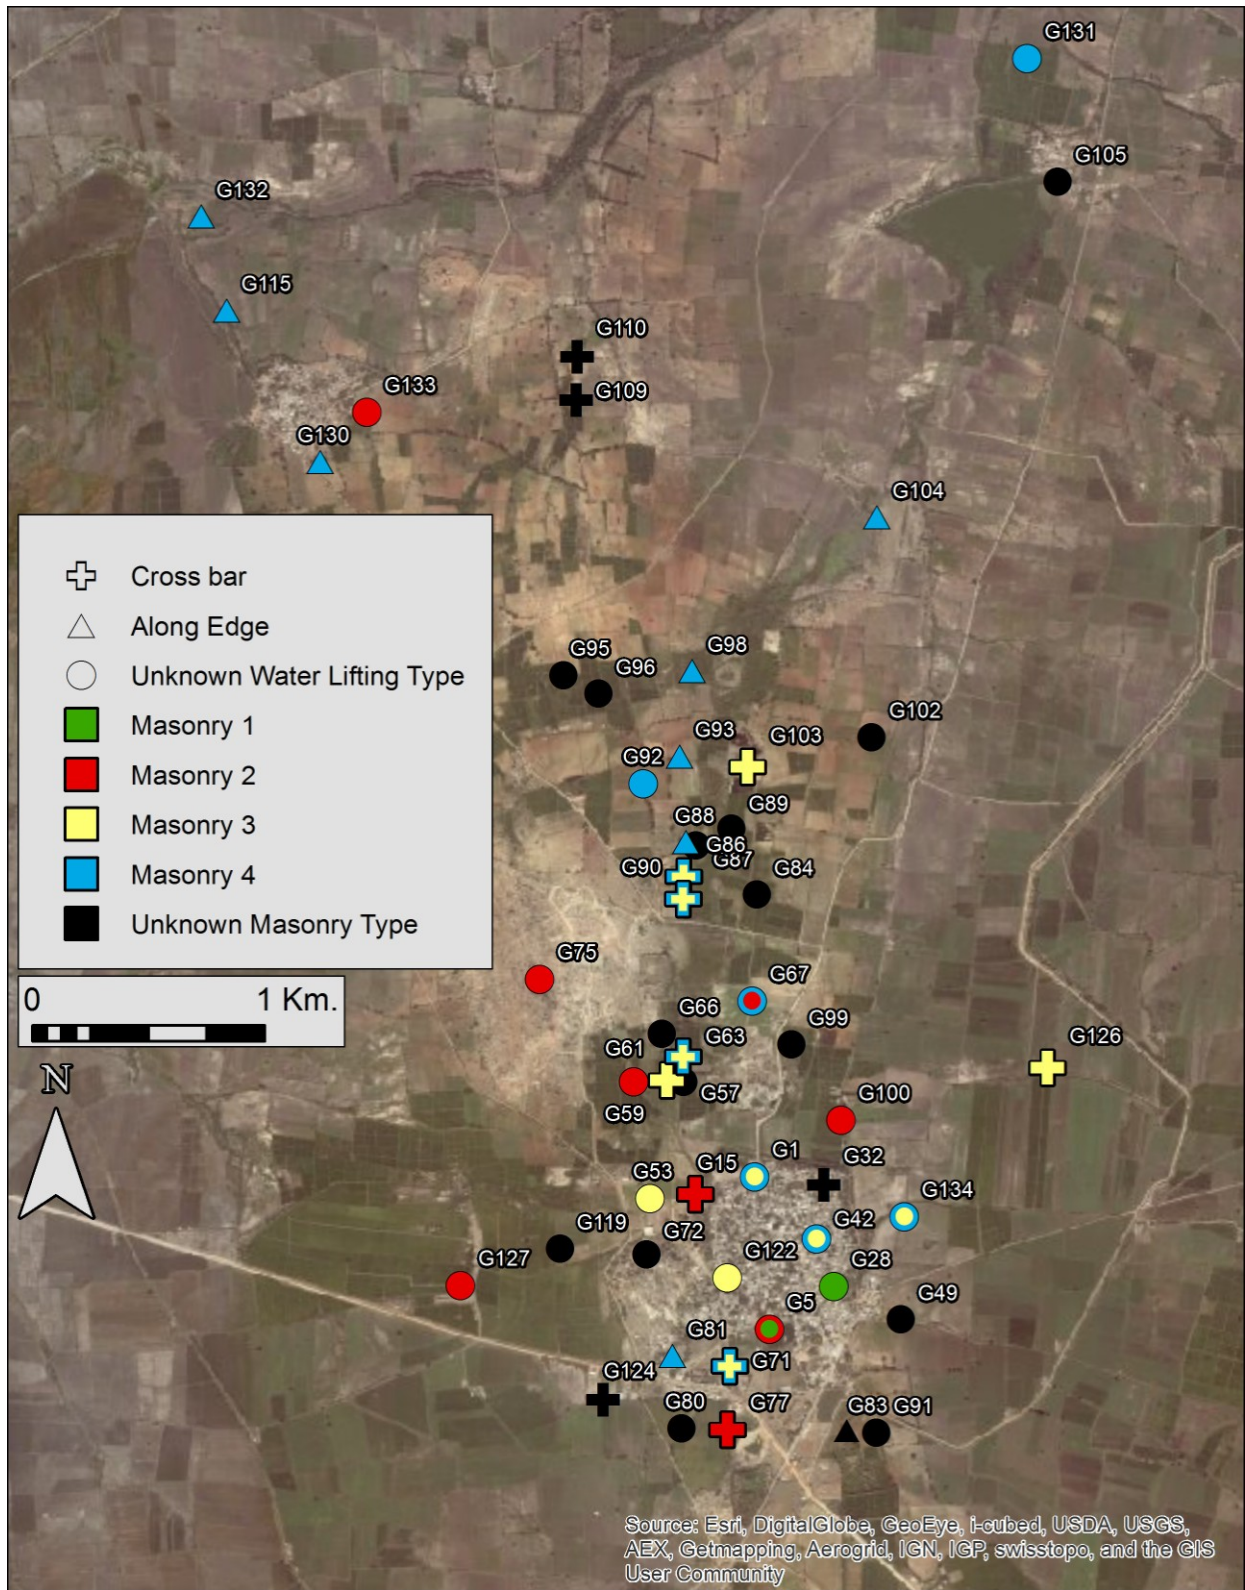 G131
G105
G132
G115
G110
G109
G133
G130
G104
Cross bar
Along Edge
Unknown Water Lifting Type
Masonry 1
Masonry 2
Masonry 3
Masonry 4
Unknown Masonry Type
0 1 Km.
N
G95
G96
G98
G102
G93
G103
G92
G89
G88
G86
G87
G90
G84
G75
G67
G66
G63
G99
G61
G126
G57
G59
G100
G1
G32
G15
G53
G134
G42
G119
G72
G122
G28
G127
G5
G49
G81
G71
G124
G80
G77
G83 G91
Source: Esri, DigitalGlobe, GeoEye, i-cubed, USDA, USGS,
AEX, Getmapping, Aerogrid, IGN, IGP, swisstopo, and the GIS
User Community